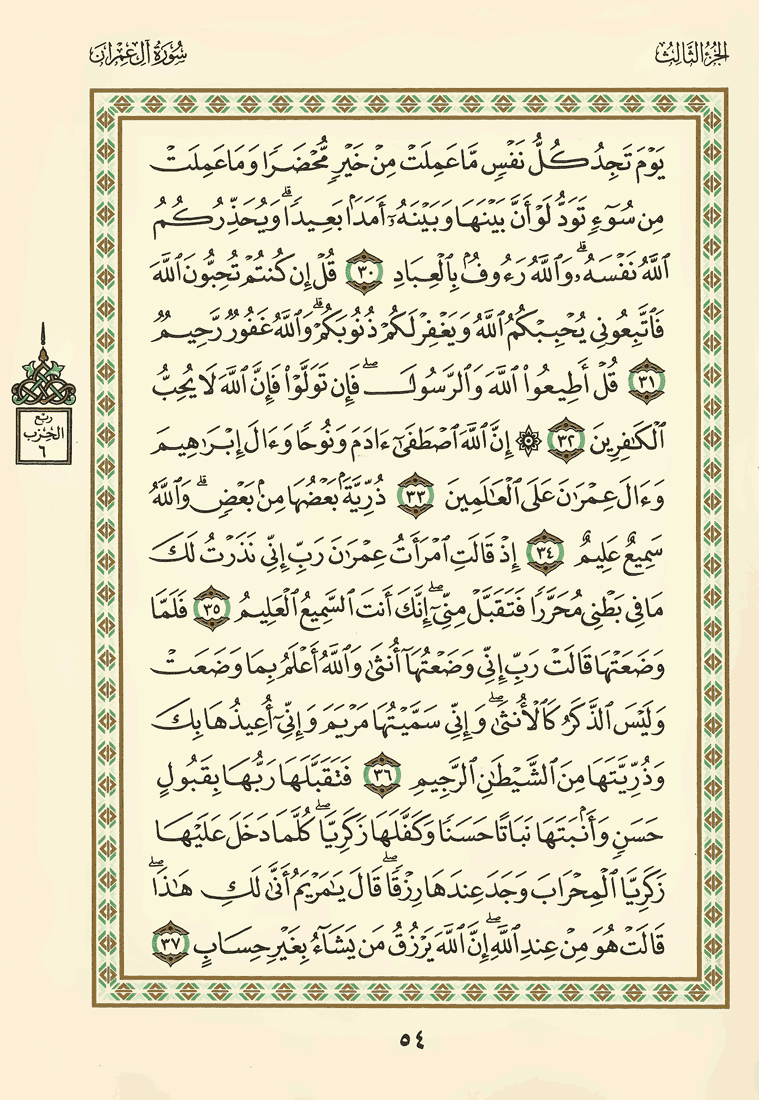 الجزء الثالث
سورة آل عمران
يَوْمَ تَجِدُ كُلُّ نَفْسٍ مَّا عَمِلَتْ مِنْ خَيْرٍ مُّحْضَرًا وَمَا عَمِلَتْ
مِن سُوٓءٍ تَوَدُّ لَوْ أَنَّ بَيْنَهَا وَبَيْنَهُۥٓ أَمَدًۢا بَعِيدًا ۗ وَيُحَذِّرُكُمُ
ٱللَّهُ نَفْسَهُۥ ۗ وَٱللَّهُ رَءُوفٌۢ بِٱلْعِبَادِ ٣٠ قُلْ إِن كُنتُمْ تُحِبُّونَ ٱللَّهَ
فَٱتَّبِعُونِى يُحْبِبْكُمُ ٱللَّهُ وَيَغْفِرْ لَكُمْ ذُنُوبَكُمْ ۗ وَٱللَّهُ غَفُورٌ رَّحِيمٌ
٣١ قُلْ أَطِيعُوا۟ ٱللَّهَ وَٱلرَّسُولَ ۖ فَإِن تَوَلَّوْا۟ فَإِنَّ ٱللَّهَ لَا يُحِبُّ
ٱلْكَٰفِرِينَ ٣٢ ۞ إِنَّ ٱللَّهَ ٱصْطَفَىٰٓ ءَادَمَ وَنُوحًا وَءَالَ إِبْرَٰهِيمَ
وَءَالَ عِمْرَٰنَ عَلَى ٱلْعَٰلَمِينَ ٣٣ ذُرِّيَّةًۢ بَعْضُهَا مِنۢ بَعْضٍ ۗ وَٱللَّهُ
سَمِيعٌ عَلِيمٌ ٣٤ إِذْ قَالَتِ ٱمْرَأَتُ عِمْرَٰنَ رَبِّ إِنِّى نَذَرْتُ لَكَ
مَا فِى بَطْنِى مُحَرَّرًا فَتَقَبَّلْ مِنِّىٓ ۖ إِنَّكَ أَنتَ ٱلسَّمِيعُ ٱلْعَلِيمُ ٣٥ فَلَمَّا
وَضَعَتْهَا قَالَتْ رَبِّ إِنِّى وَضَعْتُهَآ أُنثَىٰ وَٱللَّهُ أَعْلَمُ بِمَا وَضَعَتْ
وَلَيْسَ ٱلذَّكَرُ كَٱلْأُنثَىٰ ۖ وَإِنِّى سَمَّيْتُهَا مَرْيَمَ وَإِنِّىٓ أُعِيذُهَا بِكَ
وَذُرِّيَّتَهَا مِنَ ٱلشَّيْطَٰنِ ٱلرَّجِيمِ ٣٦ فَتَقَبَّلَهَا رَبُّهَا بِقَبُولٍ
حَسَنٍ وَأَنۢبَتَهَا نَبَاتًا حَسَنًا وَكَفَّلَهَا زَكَرِيَّا ۖ كُلَّمَا دَخَلَ عَلَيْهَا
زَكَرِيَّا ٱلْمِحْرَابَ وَجَدَ عِندَهَا رِزْقًا ۖ قَالَ يَٰمَرْيَمُ أَنَّىٰ لَكِ هَٰذَا ۖ
قَالَتْ هُوَ مِنْ عِندِ ٱللَّهِ ۖ إِنَّ ٱللَّهَ يَرْزُقُ مَن يَشَآءُ بِغَيْرِ حِسَابٍ ٣٧
ربع
الحزب
٦
٥٤